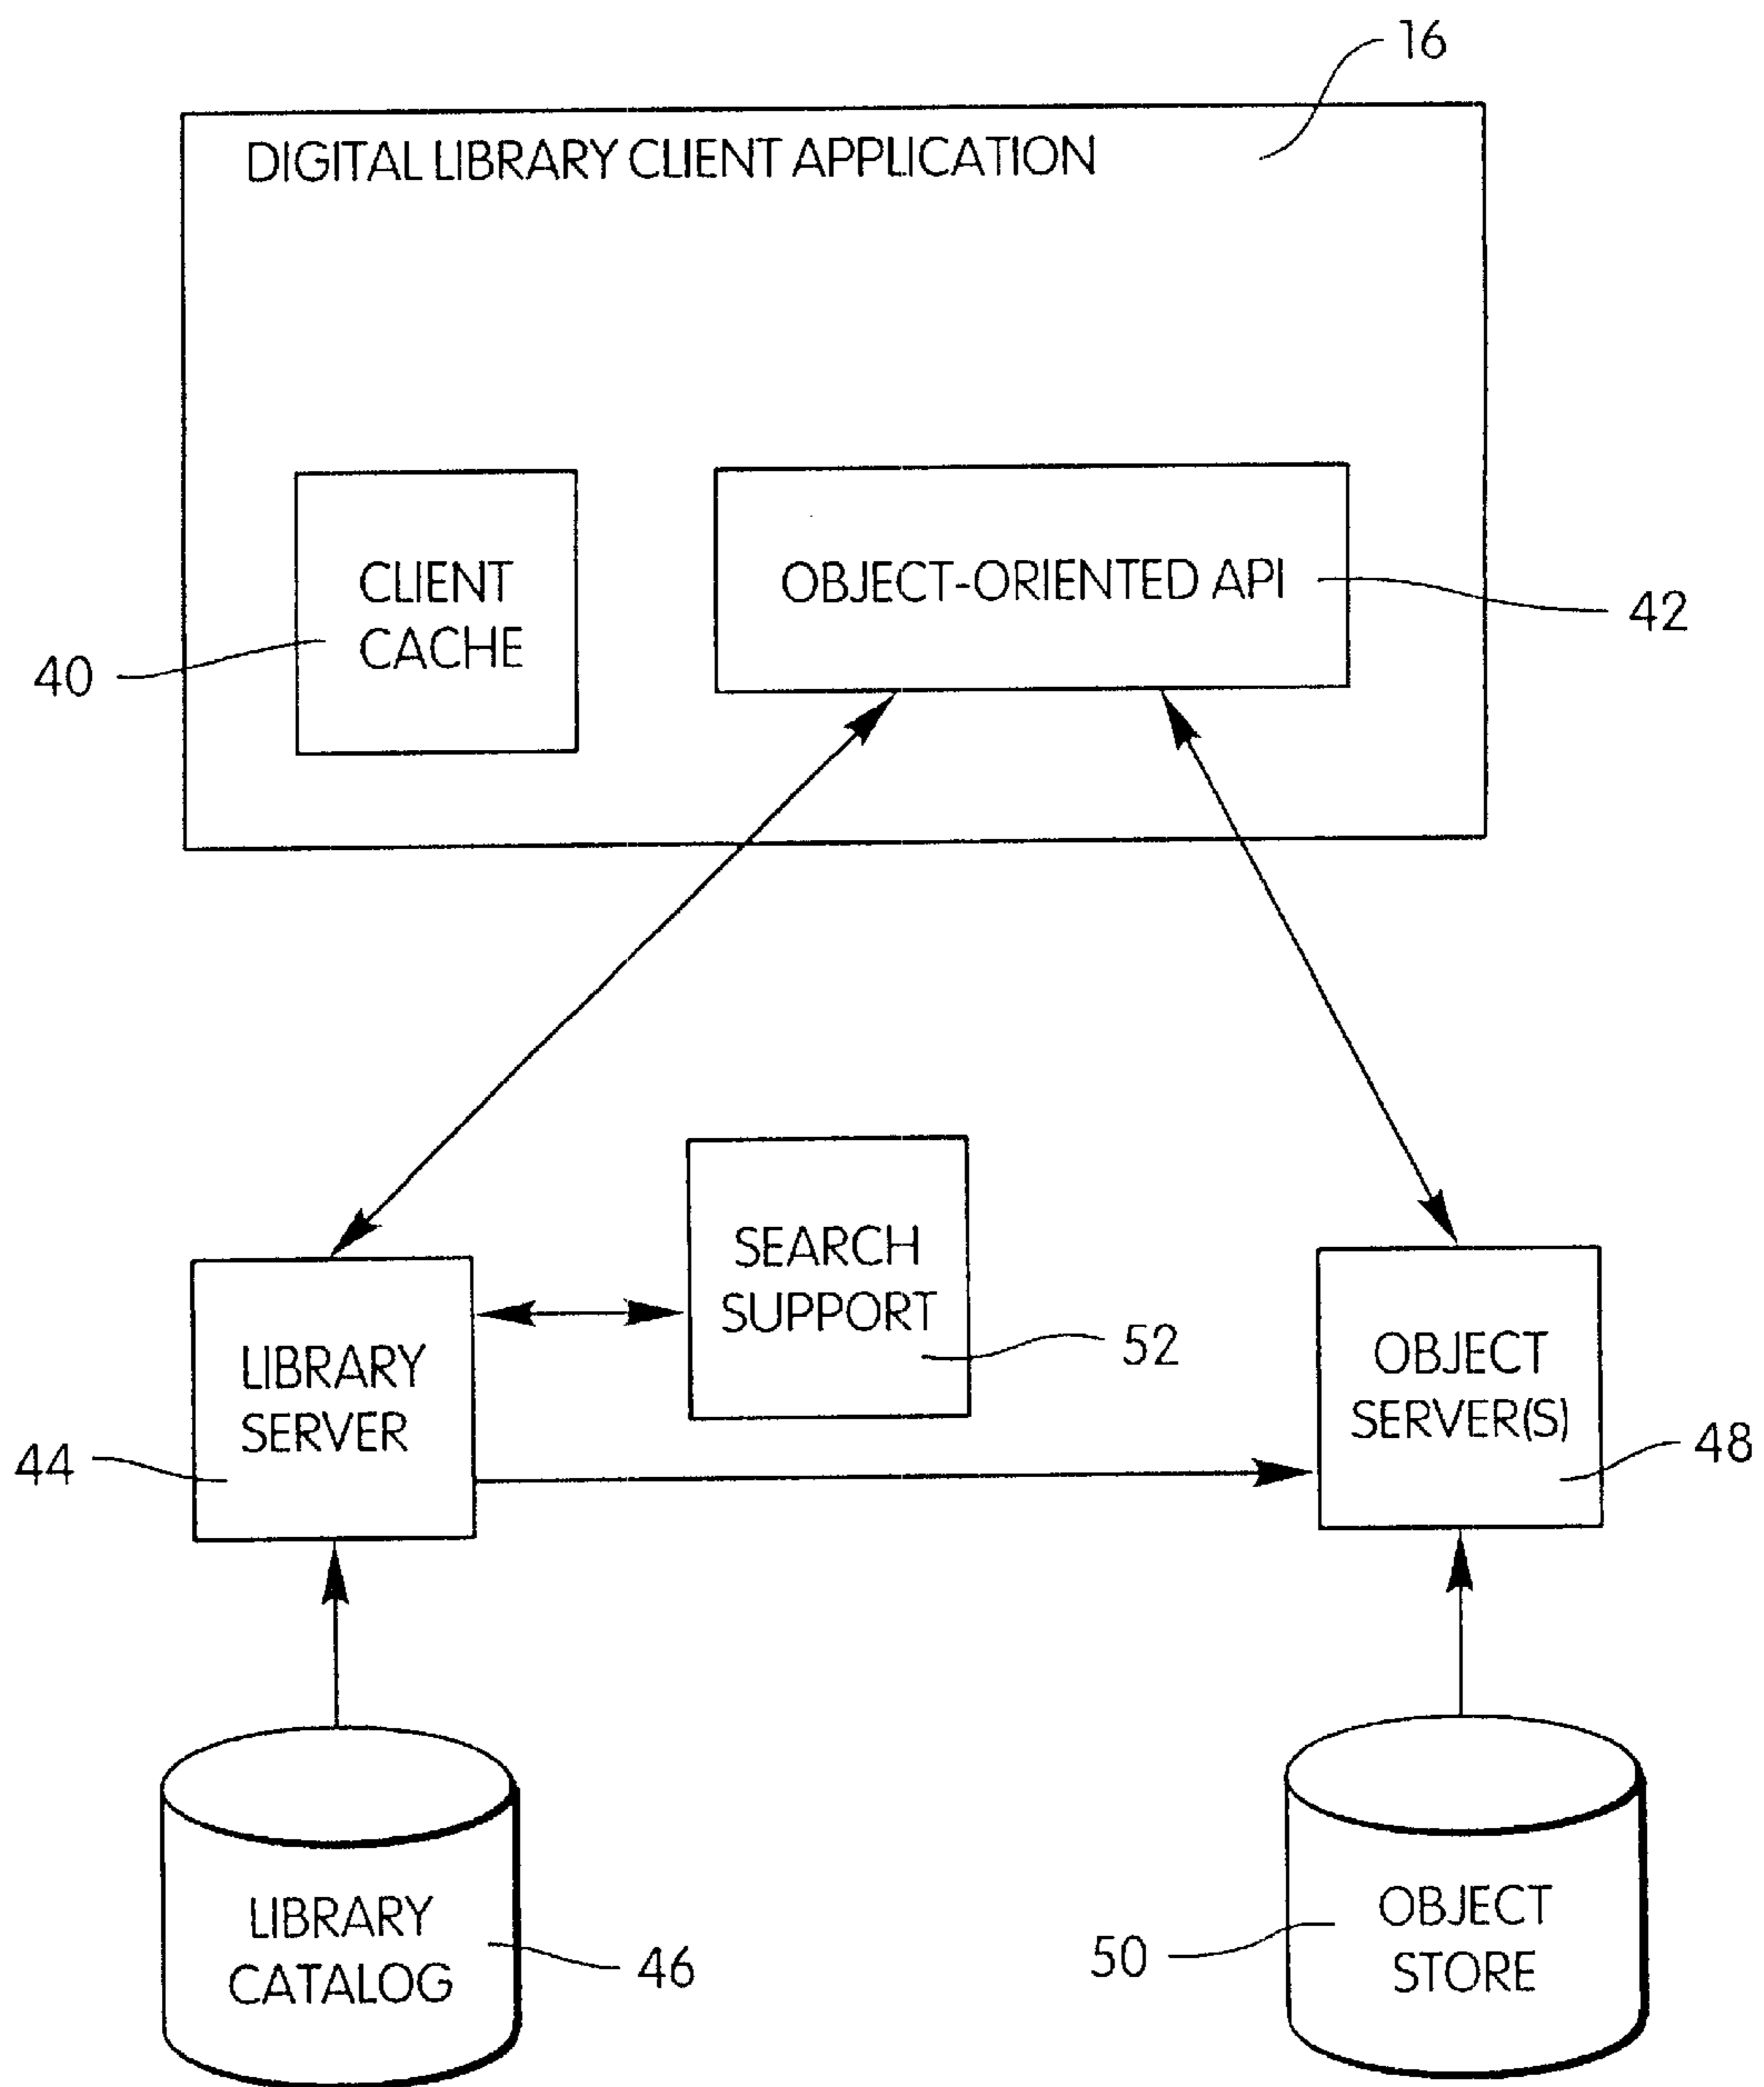 16
DIGITAL LIBRARY CLIENT APPLICATION
CLIENT
CACHE
40
OBJECT-ORIENTED API
42
SEARCH
SUPPORT
52
LIBRARY
SERVER
44
OBJECT
SERVER(S)
48
LIBRARY
CATALOG
46
OBJECT
STORE
50